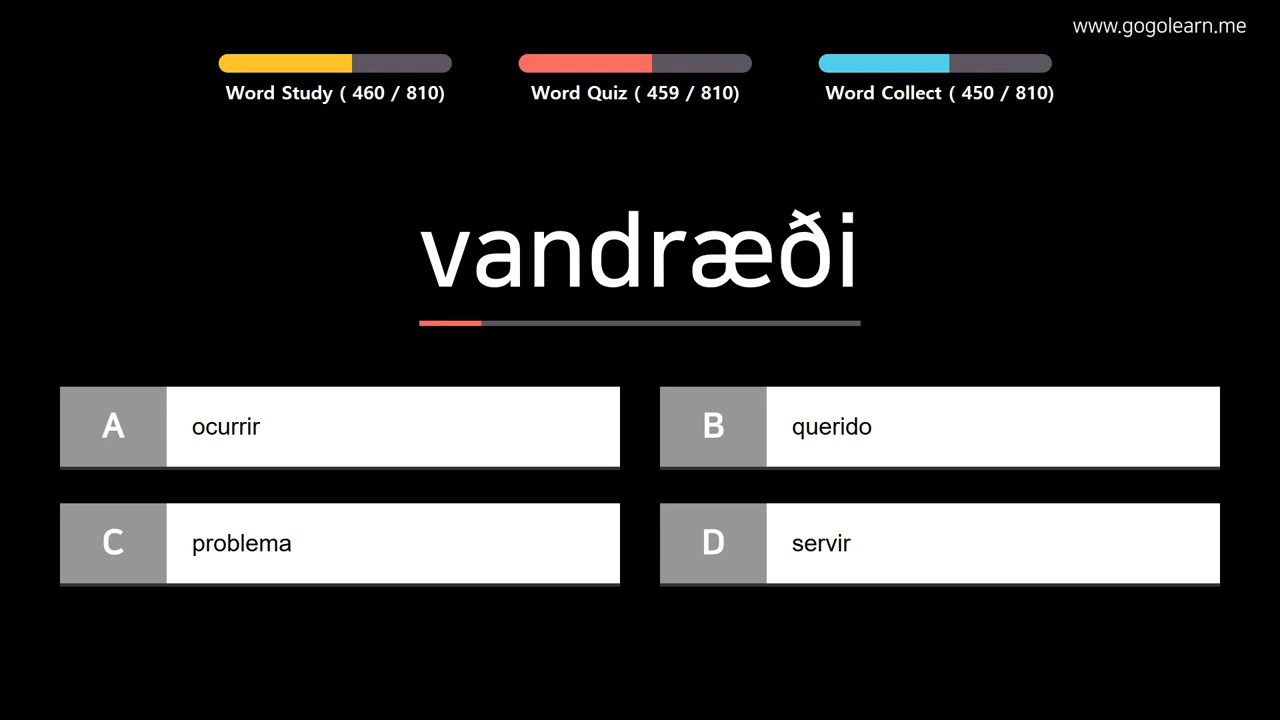 www.gogolearn.me
Word Study ( 460 / 810)
Word Quiz ( 459 / 810)
Word Collect ( 450 / 810)
vandræði
A
ocurrir
B
querido
C
problema
D
servir